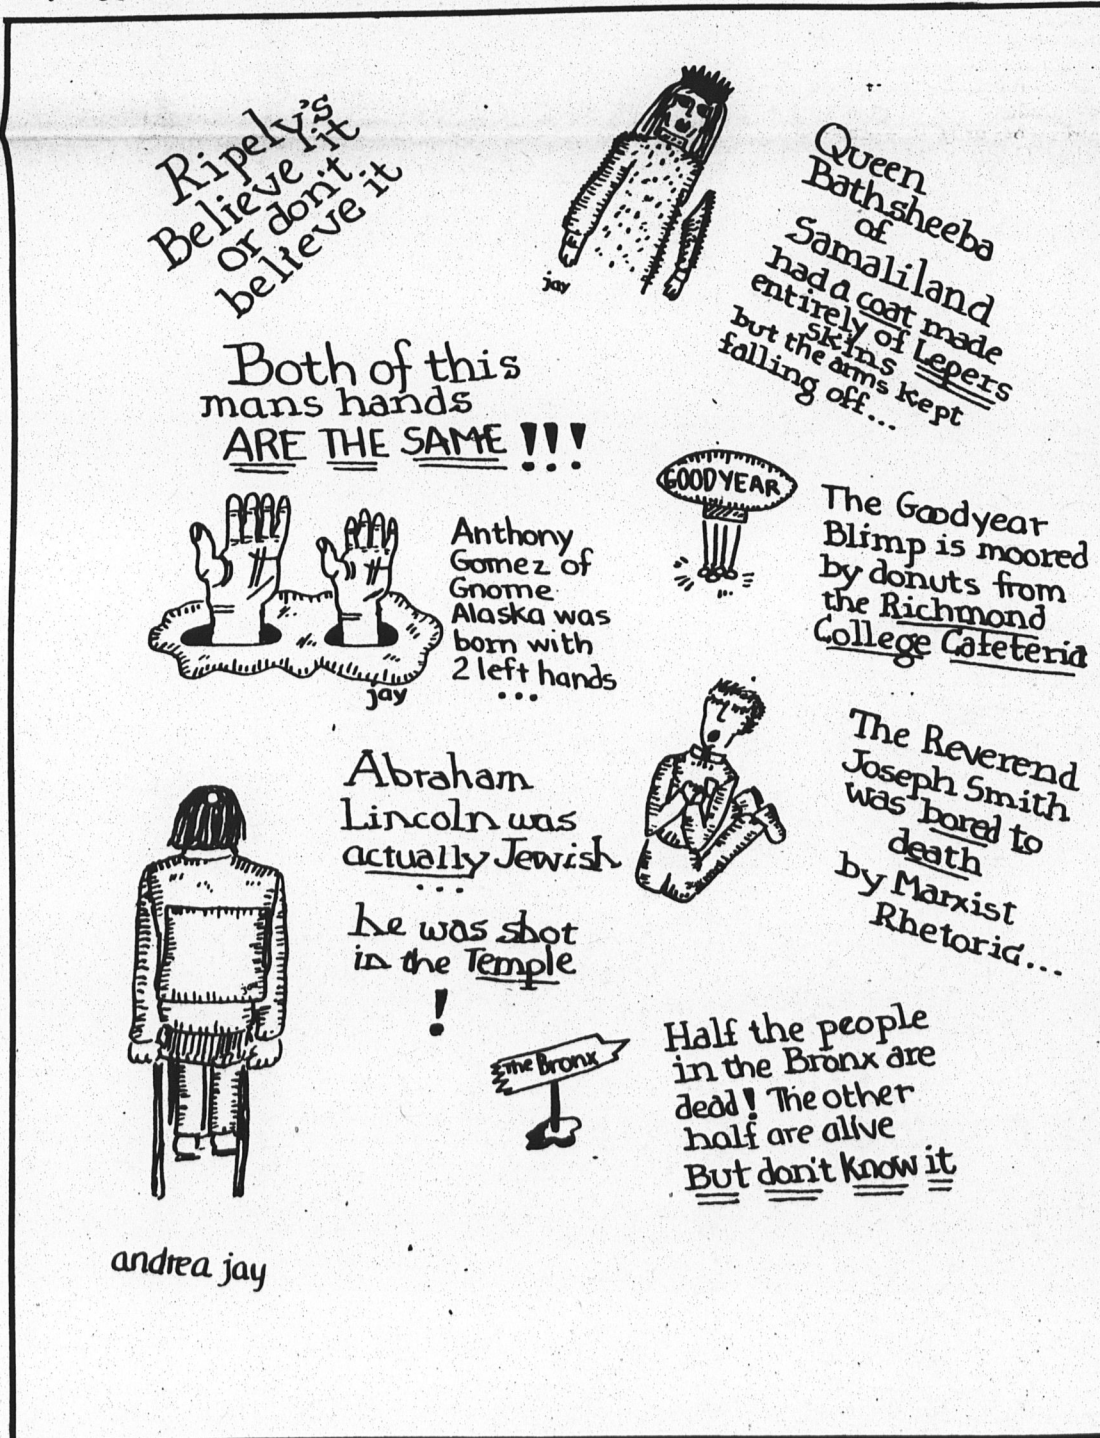 Ripely's
Believe it
or don't
believe it
jay
Queen
Bathsheeba
of
Samaliland
had a coat made
entirely of Lepers
skins
but the arms kept
falling off...
Both of this
mans hands
ARE THE SAME !!!
Anthony
Gomez of
Gnome
Alaska was
born with
2 left hands
...
jay
GOODYEAR
The Goodyear
Blimp is moored
by donuts from
the Richmond
College Cafeteria
Abraham
Lincoln was
actually Jewish
...
he was shot
in the Temple
!
The Reverend
Joseph Smith
was bored to
death
by Marxist
Rhetoric...
The Bronx
Half the people
in the Bronx are
dead! The other
half are alive
But don't know it
andrea jay